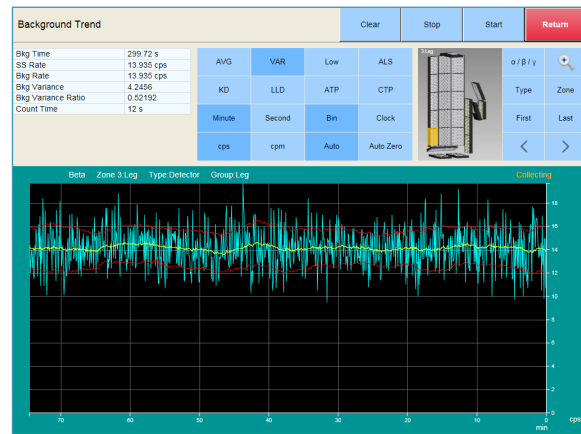 Background Trend
Clear
Stop
Start
Return
Bkg Time 299.72 s
SS Rate 13.935 cps
Bkg Rate 13.935 cps
Bkg Variance 4.2456
Bkg Variance Ratio 0.52192
Count Time 12 s
AVG VAR Low ALS
KD LLD ATP CTP
Minute Second Bin Clock
cps cpm Auto Auto Zero
3:Leg
α / β / γ
Type Zone
First Last
Beta Zone 3:Leg Type:Detector Group:Leg Collecting
18
16
14
12
10
8
6
4
2
0
70 60 50 40 30 20 10 0 cps
min